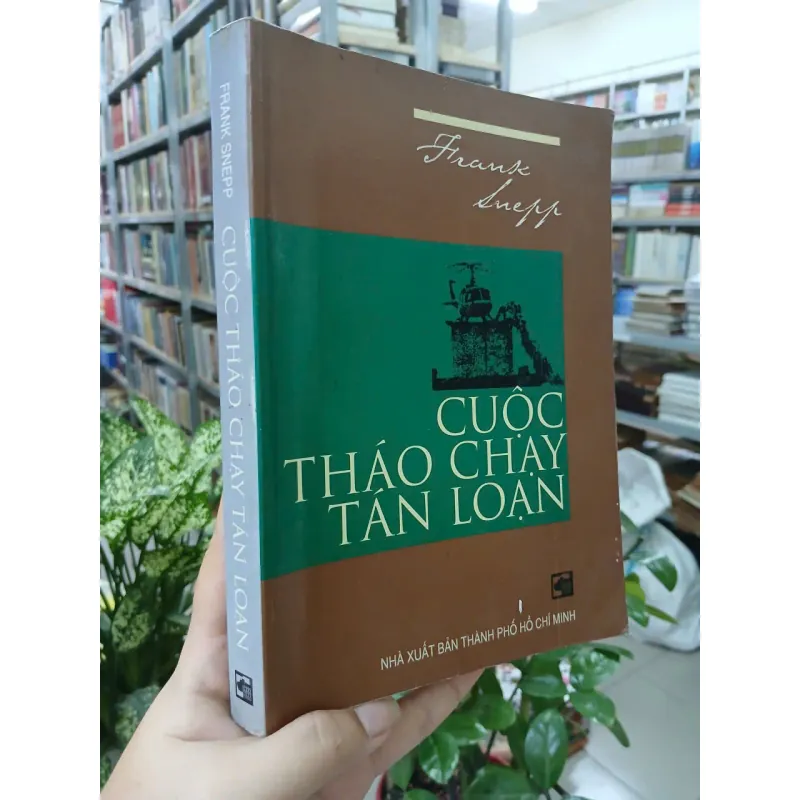 FRANK SNEPP CUỘC THÁO CHẠY TÁN LOẠN
Frank
Snepp
CUỘC
THÁO CHẠY
TÁN LOẠN
NHÀ XUẤT BẢN THÀNH PHỐ HỒ CHÍ MINH